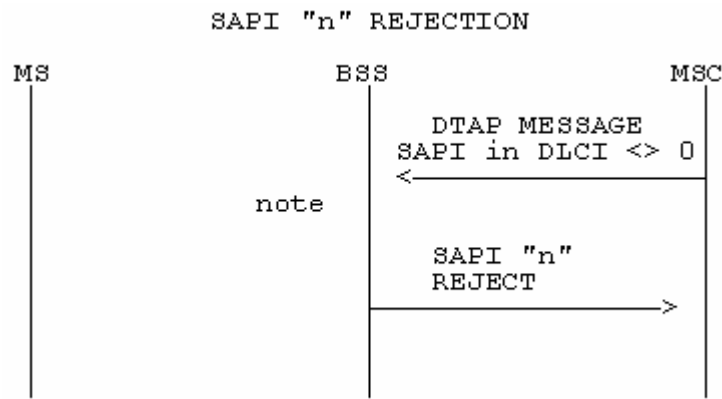 SAPI "n" REJECTION
MS BSS MSC
DTAP MESSAGE
SAPI in DLCI <> 0
note
SAPI "n"
REJECT